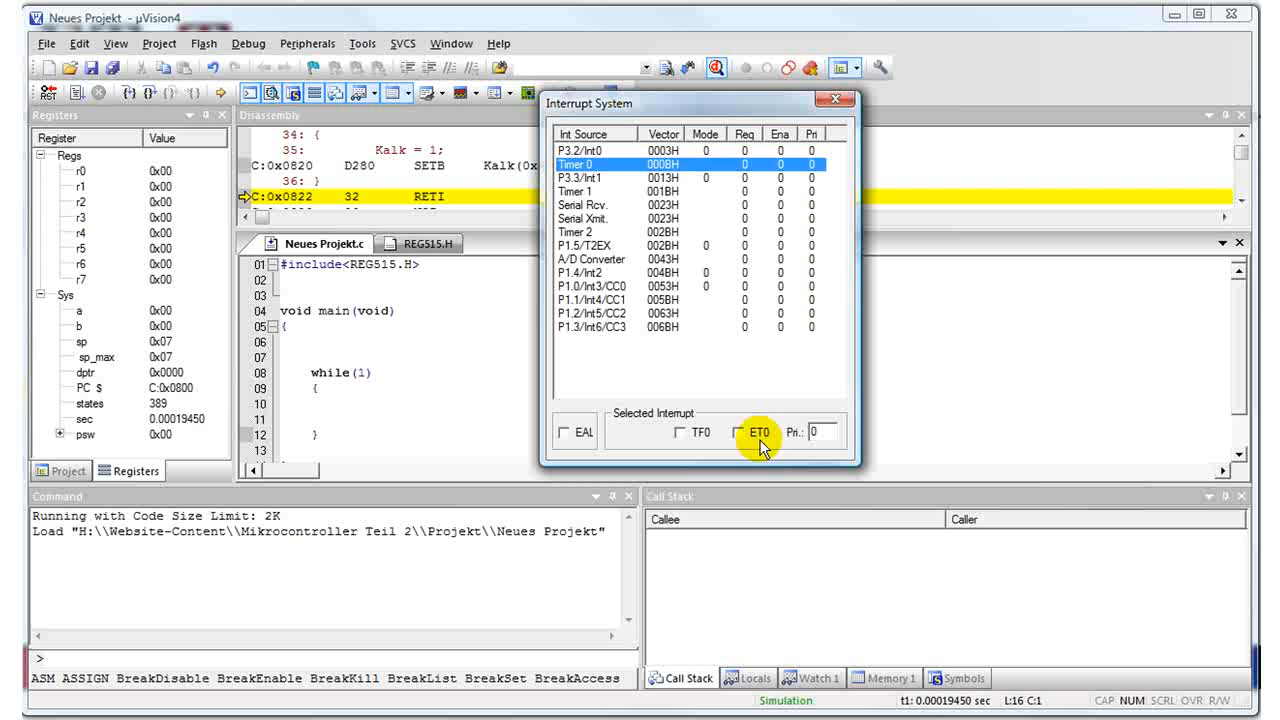 Neues Projekt - µVision4
File Edit View Project Flash Debug Peripherals Tools SVCS Window Help
RST
Registers
Register Value
Regs
r0 0x00
r1 0x00
r2 0x00
r3 0x00
r4 0x00
r5 0x00
r6 0x00
r7 0x00
Sys
a 0x00
b 0x00
sp 0x07
sp_max 0x07
dptr 0x0000
PC $ C:0x0800
states 389
sec 0.00019450
psw 0x00
Project Registers
Disassembly
34: {
35: Kalk = 1;
C:0x0820 D280 SETB Kalk(0x
36: }
C:0x0822 32 RETI
Neues Projekt.c REG515.H
01 #include<REG515.H>
02
03
04 void main(void)
05 {
06
07
08 while(1)
09 {
10
11
12 }
13
Interrupt System
Int Source Vector Mode Req Ena Pri
P3.2/Int0 0003H 0 0 0 0
Timer 0 000BH 0 0 0
P3.3/Int1 0013H 0 0 0 0
Timer 1 001BH 0 0 0
Serial Rcv. 0023H 0 0 0
Serial Xmit. 0023H 0 0 0
Timer 2 002BH 0 0 0
P1.5/T2EX 002BH 0 0 0 0
A/D Converter 0043H 0 0 0
P1.4/Int2 004BH 0 0 0 0
P1.0/Int3/CC0 0053H 0 0 0 0
P1.1/Int4/CC1 005BH 0 0 0
P1.2/Int5/CC2 0063H 0 0 0
P1.3/Int6/CC3 006BH 0 0 0
Selected Interrupt
EAL TF0 ET0 Pri.: 0
Command
Running with Code Size Limit: 2K
Load "H:\\Website-Content\\Mikrocontroller Teil 2\\Projekt\\Neues Projekt"
>
ASM ASSIGN BreakDisable BreakEnable BreakKill BreakList BreakSet BreakAccess
Call Stack
Callee Caller
Call Stack Locals Watch 1 Memory 1 Symbols
Simulation t1: 0.00019450 sec L:16 C:1 CAP NUM SCRL OVR R/W